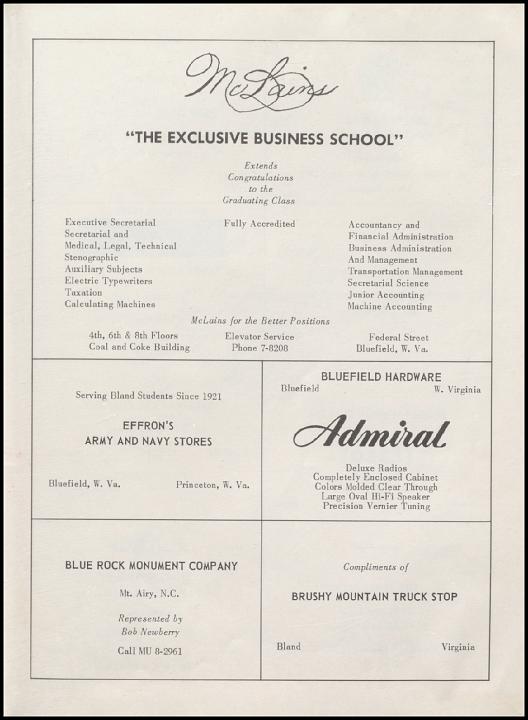 McLains
"THE EXCLUSIVE BUSINESS SCHOOL"
Extends
Congratulations
to the
Graduating Class
Executive Secretarial
Secretarial and
Medical, Legal, Technical
Stenographic
Auxiliary Subjects
Electric Typewriters
Taxation
Calculating Machines
Fully Accredited
Accountancy and
Financial Administration
Business Administration
And Management
Transportation Management
Secretarial Science
Junior Accounting
Machine Accounting
McLains for the Better Positions
4th, 6th & 8th Floors
Coal and Coke Building
Elevator Service
Phone 7-8208
Federal Street
Bluefield, W. Va.
Serving Bland Students Since 1921
EFFRON'S
ARMY AND NAVY STORES
Bluefield, W. Va. Princeton, W. Va.
BLUEFIELD HARDWARE
Bluefield W. Virginia
Admiral
Deluxe Radios
Completely Enclosed Cabinet
Colors Molded Clear Through
Large Oval Hi-Fi Speaker
Precision Vernier Tuning
BLUE ROCK MONUMENT COMPANY
Mt. Airy, N.C.
Represented by
Bob Newberry
Call MU 8-2961
Compliments of
BRUSHY MOUNTAIN TRUCK STOP
Bland Virginia